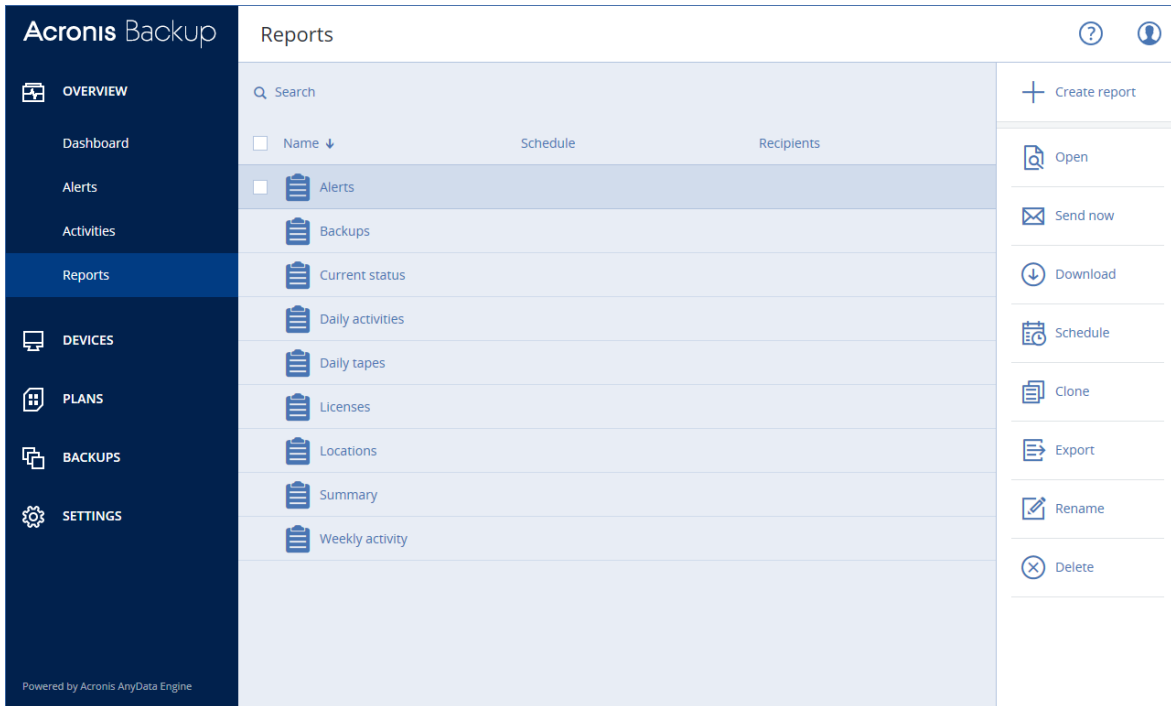 Acronis Backup
OVERVIEW
Dashboard
Alerts
Activities
Reports
DEVICES
PLANS
BACKUPS
SETTINGS
Powered by Acronis AnyData Engine
Reports
?
Search
Name Schedule Recipients
Alerts
Backups
Current status
Daily activities
Daily tapes
Licenses
Locations
Summary
Weekly activity
Create report
Open
Send now
Download
Schedule
Clone
Export
Rename
Delete